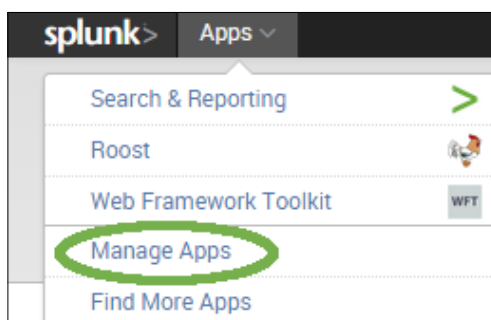 splunk> Apps
Search & Reporting
Roost
Web Framework Toolkit WFT
Manage Apps
Find More Apps